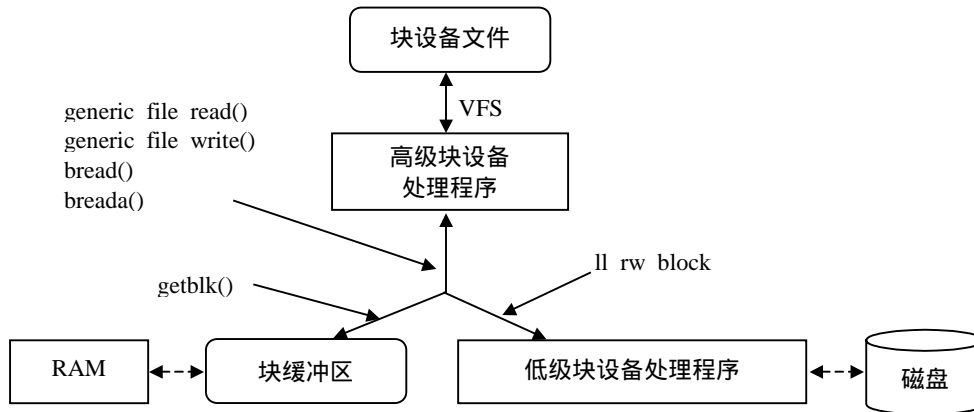 块设备文件
VFS
generic file read()
generic file write()
bread()
breada()
高级块设备
处理程序
ll rw block
getblk()
RAM
块缓冲区
低级块设备处理程序
磁盘